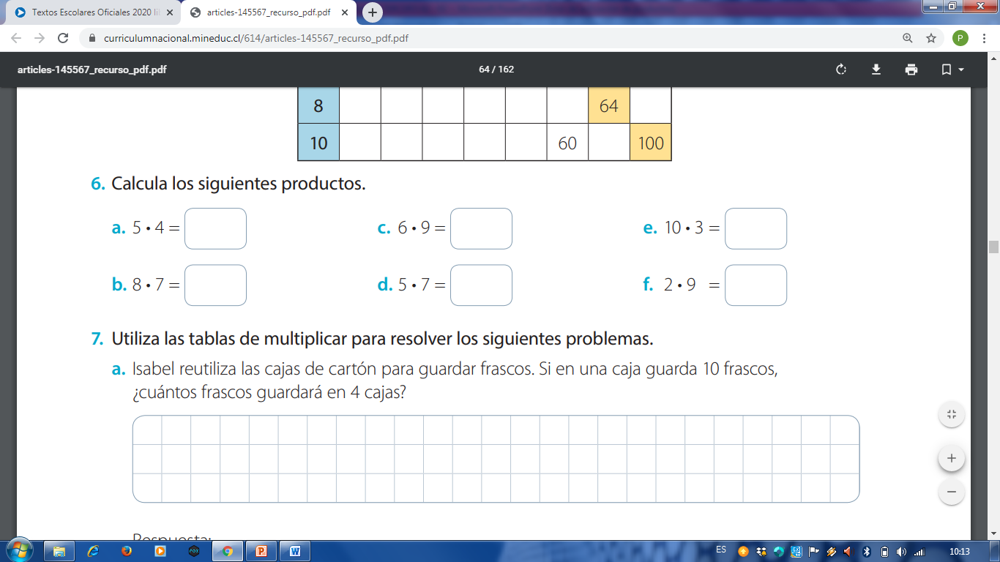 Textos Escolares Oficiales 2020 li
articles-145567_recurso_pdf.pdf
curriculumnacional.mineduc.cl/614/articles-145567_recurso_pdf.pdf
P
articles-145567_recurso_pdf.pdf
64 / 162
8 64
10 60 100
6. Calcula los siguientes productos.
a. 5 • 4 =
c. 6 • 9 =
e. 10 • 3 =
b. 8 • 7 =
d. 5 • 7 =
f. 2 • 9 =
7. Utiliza las tablas de multiplicar para resolver los siguientes problemas.
a. Isabel reutiliza las cajas de cartón para guardar frascos. Si en una caja guarda 10 frascos,
¿cuántos frascos guardará en 4 cajas?
Respuesta:
ES
10:13